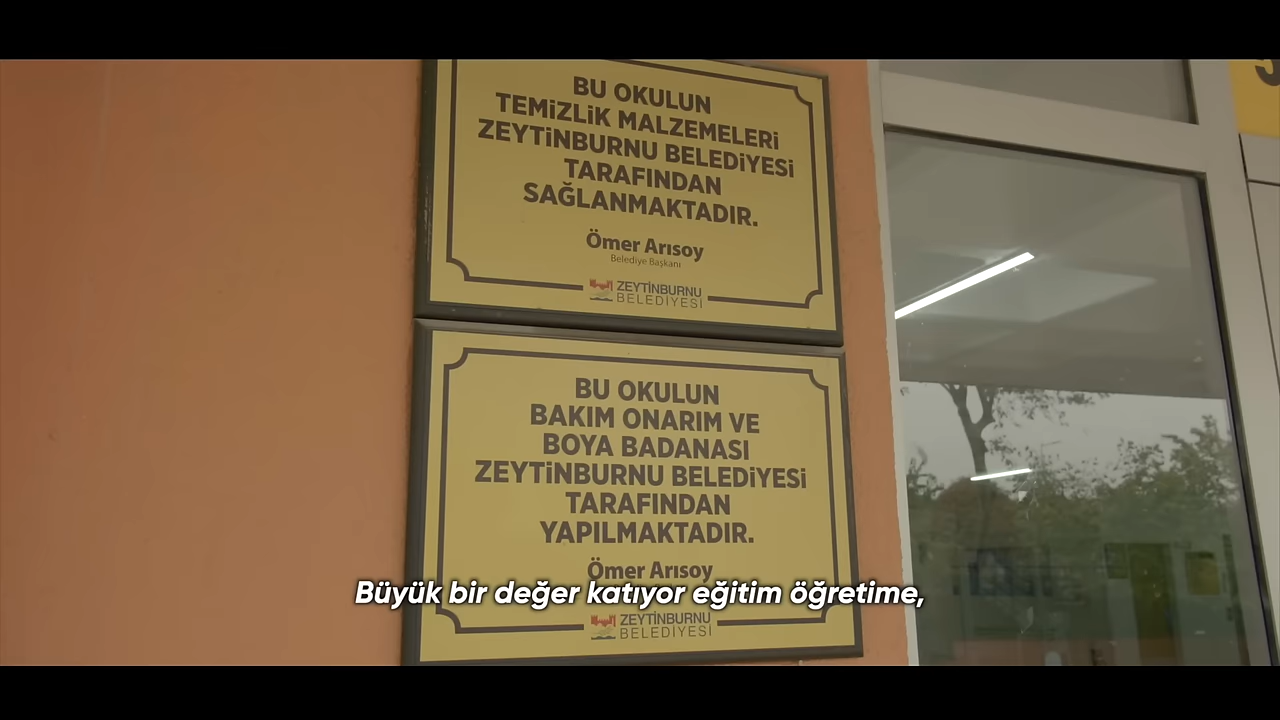 BU OKULUN
TEMİZLİK MALZEMELERİ
ZEYTİNBURNU BELEDİYESİ
TARAFINDAN
SAĞLANMAKTADIR.
Ömer Arısoy
Belediye Başkanı
ZEYTİNBURNU
BELEDİYESİ
BU OKULUN
BAKIM ONARIM VE
BOYA BADANASI
ZEYTİNBURNU BELEDİYESİ
TARAFINDAN
YAPILMAKTADIR.
Ömer Arısoy
Büyük bir değer katıyor eğitim öğretime,
ZEYTİNBURNU
BELEDİYESİ